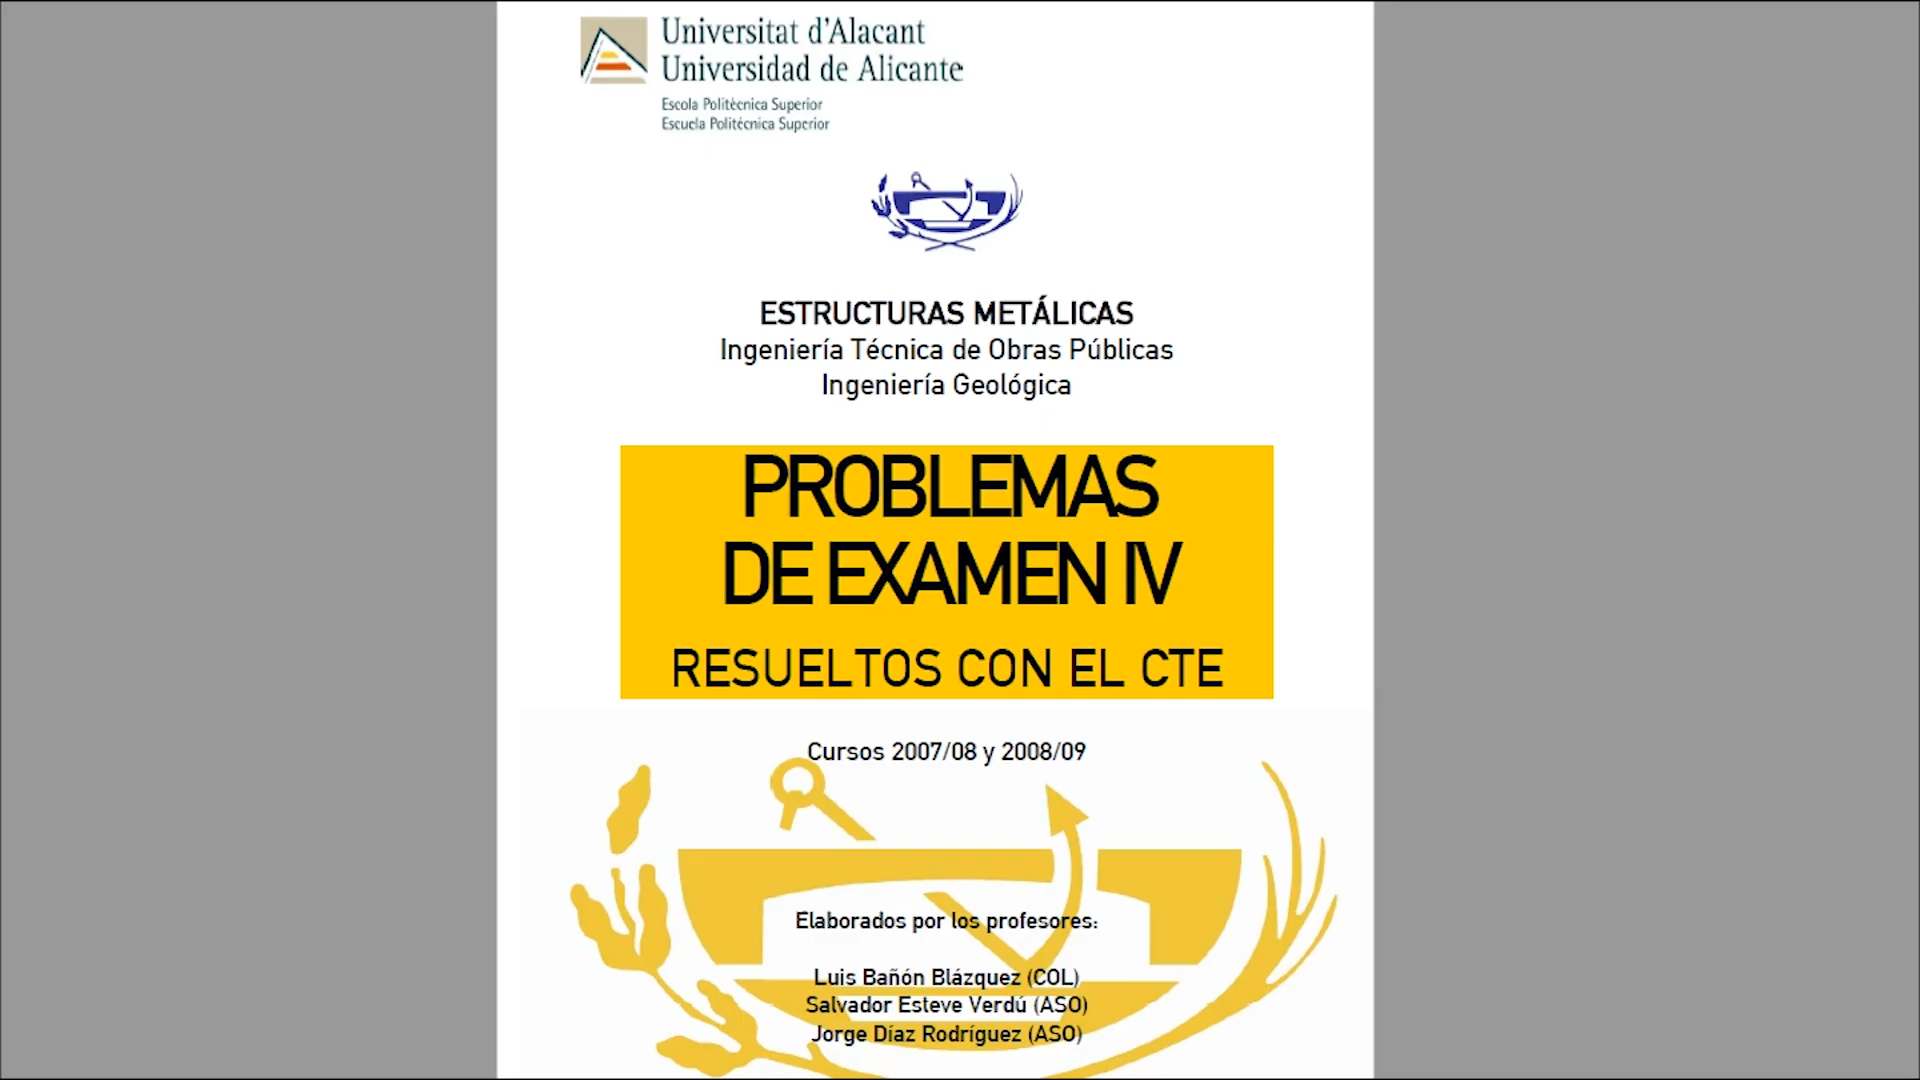 Universitat d'Alacant
Universidad de Alicante
Escola Politècnica Superior
Escuela Politécnica Superior
ESTRUCTURAS METÁLICAS
Ingeniería Técnica de Obras Públicas
Ingeniería Geológica
PROBLEMAS
DE EXAMEN IV
RESUELTOS CON EL CTE
Cursos 2007/08 y 2008/09
Elaborados por los profesores:
Luis Bañón Blázquez (COL)
Salvador Esteve Verdú (ASO)
Jorge Díaz Rodríguez (ASO)